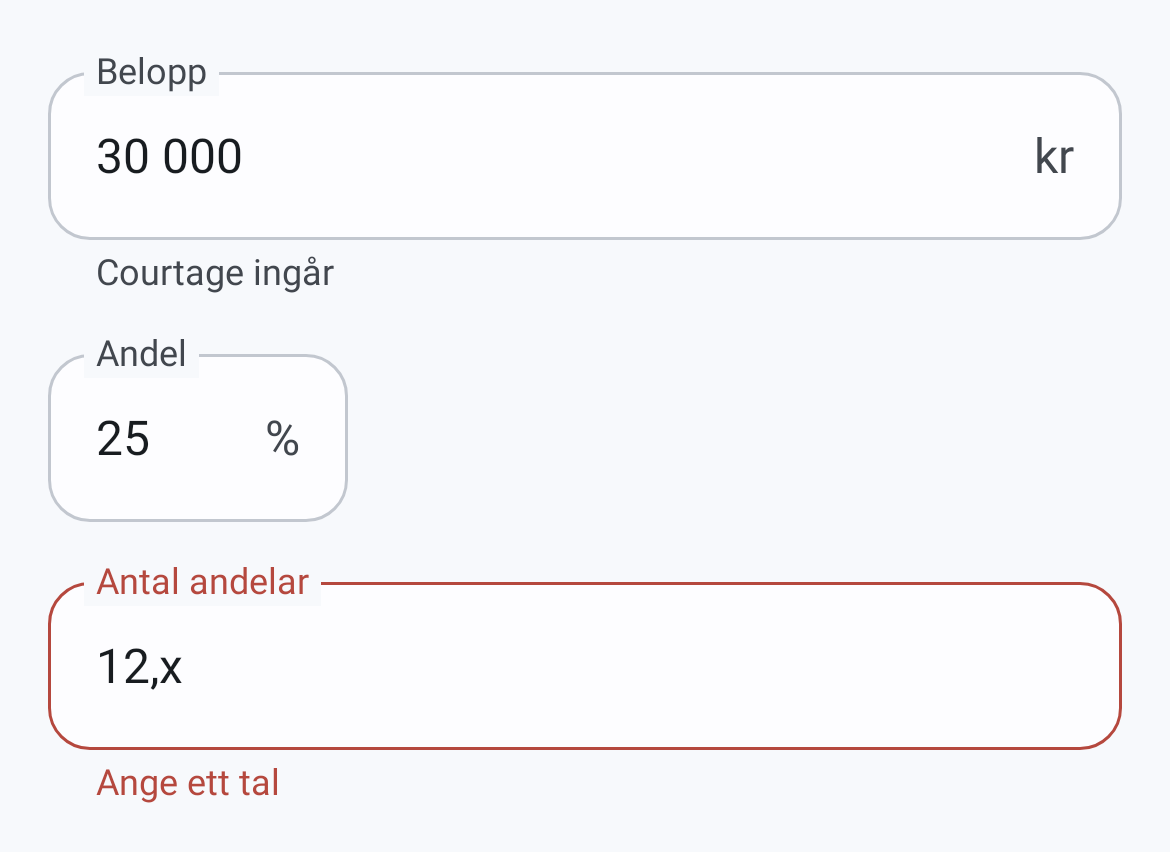 Belopp
30 000 kr
Courtage ingår
Andel
25 %
Antal andelar
12,x
Ange ett tal